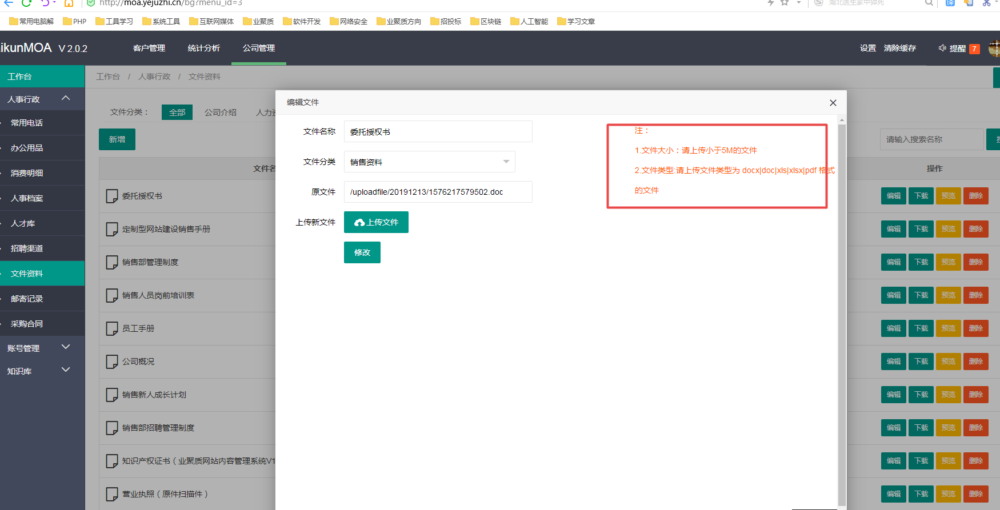 http://moa.yejuzhi.cn/bg?menu_id=3
湖北医生家中猝死
常用电脑解 PHP 工具学习 系统工具 互联网媒体 业聚质 软件开发 网络安全 业聚质方向 招投标 区块链 人工智能 学习文章
ikunMOA V 2.0.2
客户管理 统计分析 公司管理
设置 清除缓存 提醒 7
工作台
人事行政
常用电话
办公用品
消费明细
人事档案
人才库
招聘渠道
文件资料
邮寄记录
采购合同
账号管理
知识库
工作台 / 人事行政 / 文件资料
文件分类： 全部 公司介绍 人力
新增
请输入搜索名称
文件名
操作
委托授权书
编辑 下载 预览 删除
定制型网站建设销售手册
编辑 下载 预览 删除
销售部管理制度
编辑 下载 预览 删除
销售人员岗前培训表
编辑 下载 预览 删除
员工手册
编辑 下载 预览 删除
公司概况
编辑 下载 预览 删除
销售新人成长计划
编辑 下载 预览 删除
销售部招聘管理制度
编辑 下载 预览 删除
知识产权证书（业聚质网站内容管理系统V1
编辑 下载 预览 删除
营业执照（原件扫描件）
编辑 下载 预览 删除
编辑文件
文件名称 委托授权书
文件分类 销售资料
原文件 /uploadfile/20191213/1576217579502.doc
上传新文件 上传文件
修改
注：
1.文件大小：请上传小于5M的文件
2.文件类型:请上传文件类型为 docx|doc|xls|xlsx|pdf 格式
的文件